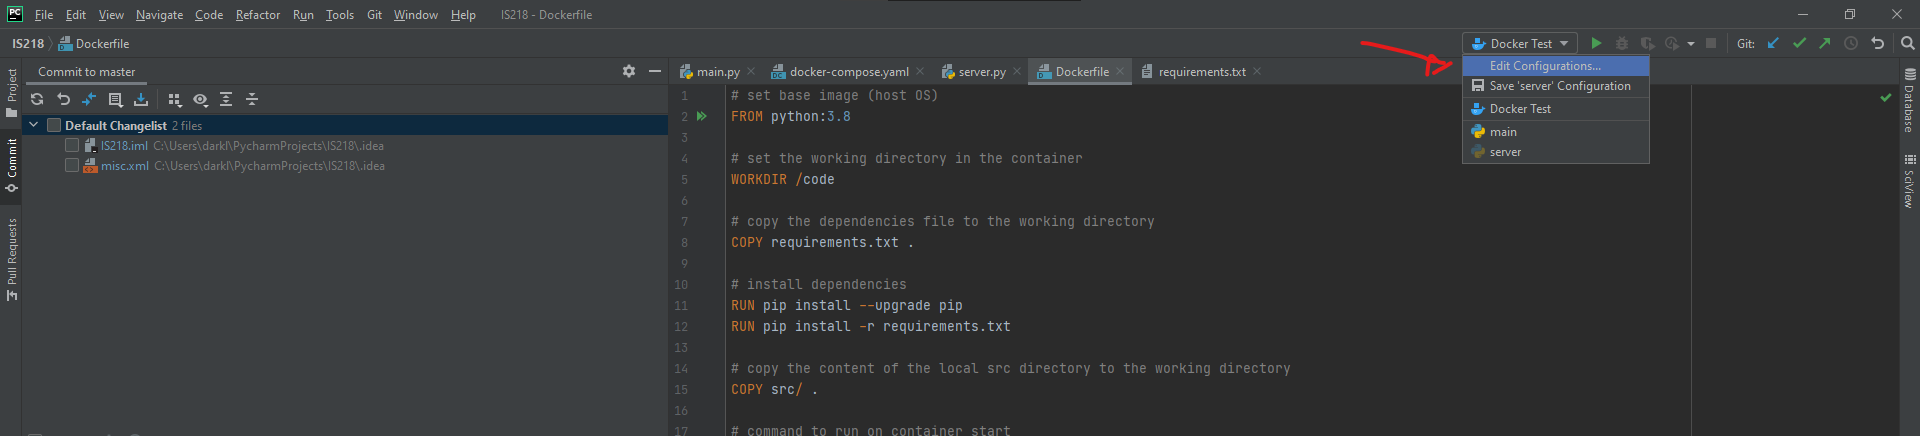 PC File Edit View Navigate Code Refactor Run Tools Git Window Help IS218 - Dockerfile
IS218 Dockerfile
Docker Test Git:
Project
Commit
Pull Requests
Commit to master
Default Changelist 2 files
IS218.iml C:\Users\darkl\PycharmProjects\IS218\.idea
misc.xml C:\Users\darkl\PycharmProjects\IS218\.idea
main.py docker-compose.yaml server.py Dockerfile requirements.txt
1 # set base image (host OS)
2 FROM python:3.8
3
4 # set the working directory in the container
5 WORKDIR /code
6
7 # copy the dependencies file to the working directory
8 COPY requirements.txt .
9
10 # install dependencies
11 RUN pip install --upgrade pip
12 RUN pip install -r requirements.txt
13
14 # copy the content of the local src directory to the working directory
15 COPY src/ .
16
17 # command to run on container start
Edit Configurations...
Save 'server' Configuration
Docker Test
main
server
Database
SciView